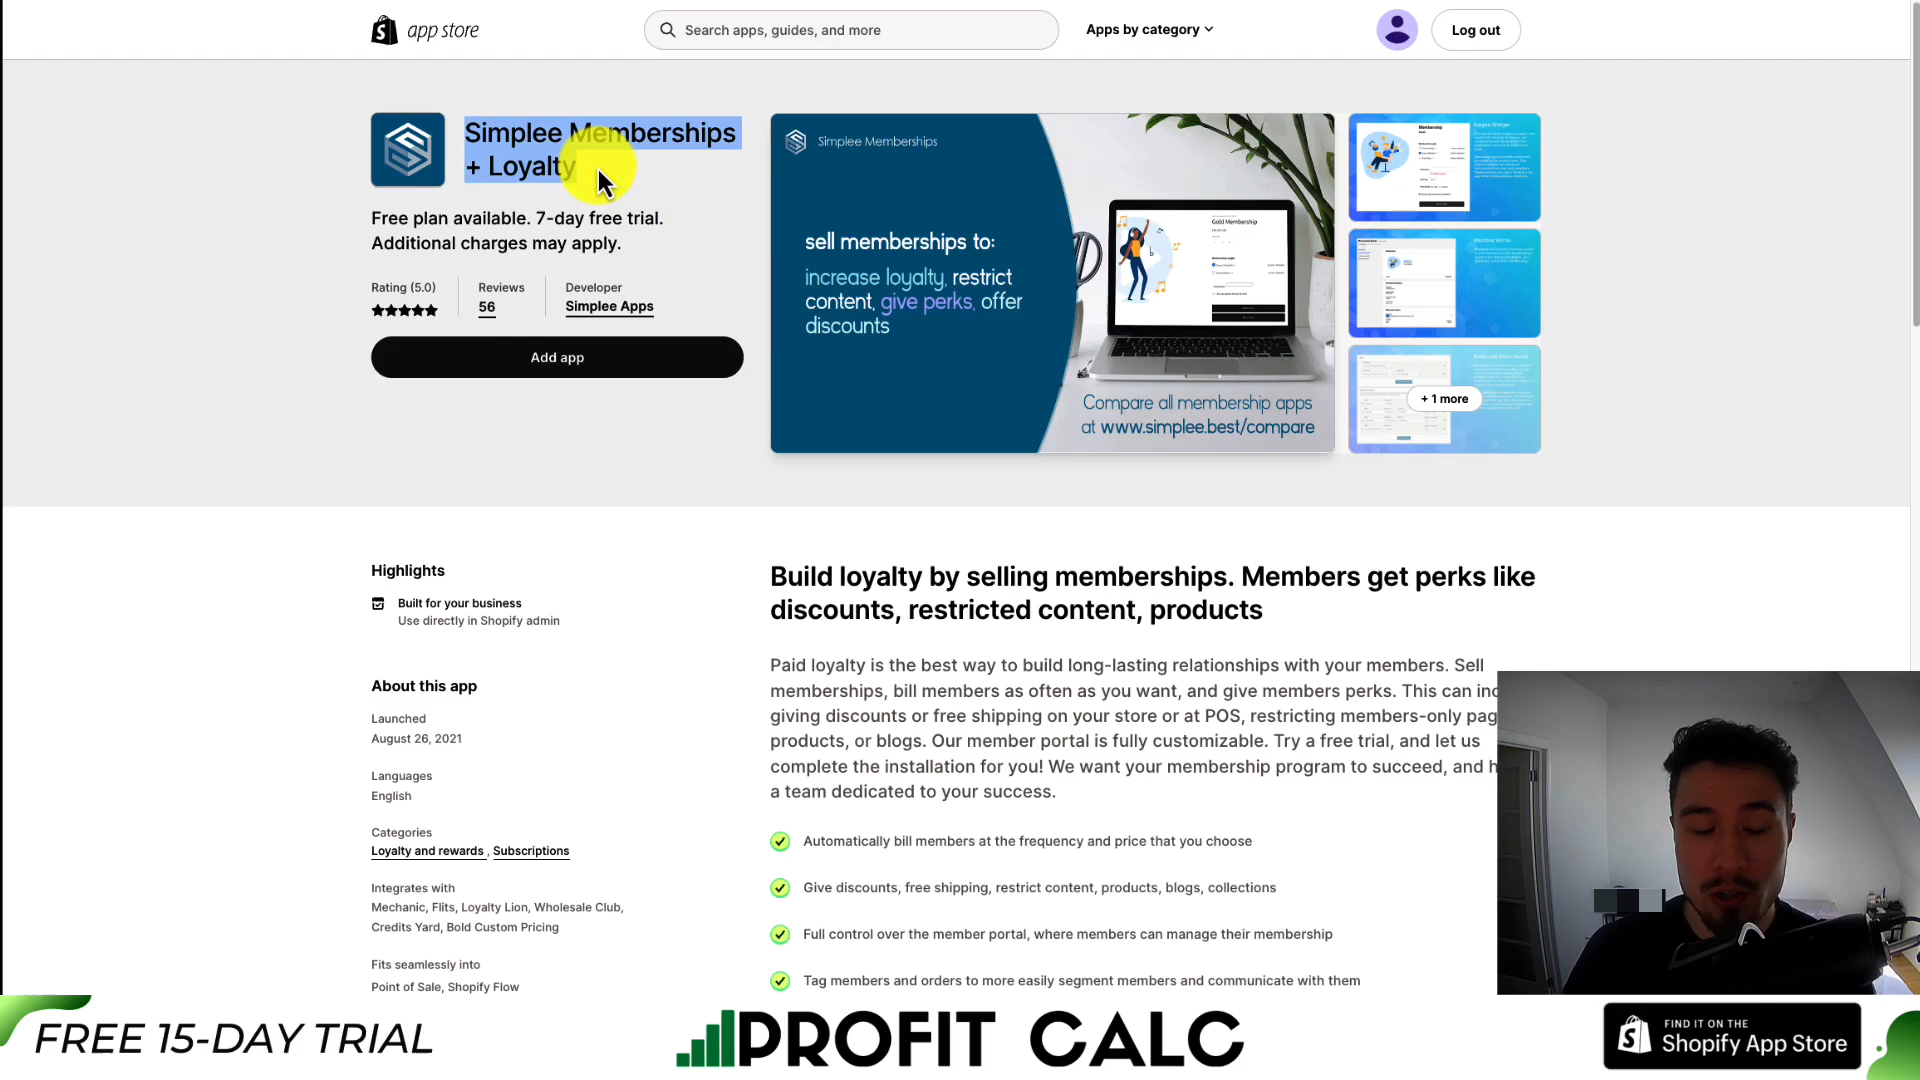 app store
Search apps, guides, and more
Apps by category
Log out
Simplee Memberships
+ Loyalty
Free plan available. 7-day free trial.
Additional charges may apply.
Rating (5.0)
Reviews
56
Developer
Simplee Apps
Add app
Simplee Memberships
sell memberships to:
increase loyalty, restrict
content, give perks, offer
discounts
Gold Membership
Compare all membership apps
at www.simplee.best/compare
+ 1 more
Highlights
Built for your business
Use directly in Shopify admin
About this app
Launched
August 26, 2021
Languages
English
Categories
Loyalty and rewards , Subscriptions
Integrates with
Mechanic, Flits, Loyalty Lion, Wholesale Club,
Credits Yard, Bold Custom Pricing
Fits seamlessly into
Point of Sale, Shopify Flow
Build loyalty by selling memberships. Members get perks like
discounts, restricted content, products
Paid loyalty is the best way to build long-lasting relationships with your members. Sell
memberships, bill members as often as you want, and give members perks. This can
giving discounts or free shipping on your store or at POS, restricting members-only
products, or blogs. Our member portal is fully customizable. Try a free trial, and let us
complete the installation for you! We want your membership program to succeed, and
a team dedicated to your success.
Automatically bill members at the frequency and price that you choose
Give discounts, free shipping, restrict content, products, blogs, collections
Full control over the member portal, where members can manage their membership
Tag members and orders to more easily segment members and communicate with them
FREE 15-DAY TRIAL
PROFIT CALC
FIND IT ON THE
Shopify App Store